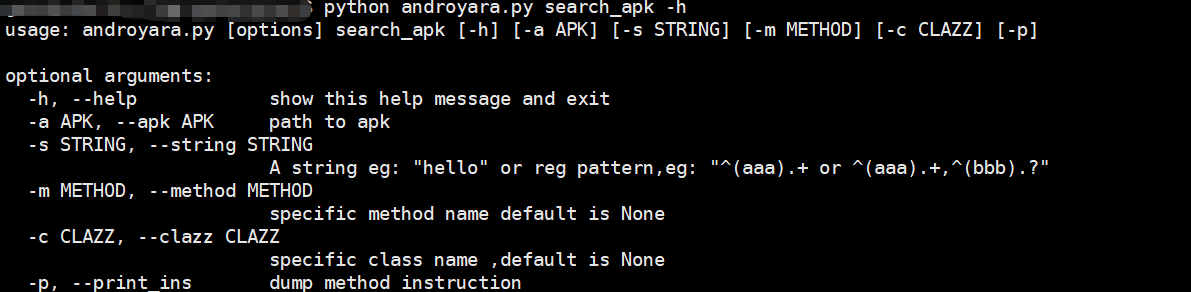 $ python androyara.py search_apk -h
usage: androyara.py [options] search_apk [-h] [-a APK] [-s STRING] [-m METHOD] [-c CLAZZ] [-p]
optional arguments:
-h, --help show this help message and exit
-a APK, --apk APK path to apk
-s STRING, --string STRING
A string eg: "hello" or reg pattern,eg: "^(aaa).+ or ^(aaa).+,^(bbb).?"
-m METHOD, --method METHOD
specific method name default is None
-c CLAZZ, --clazz CLAZZ
specific class name ,default is None
-p, --print_ins dump method instruction